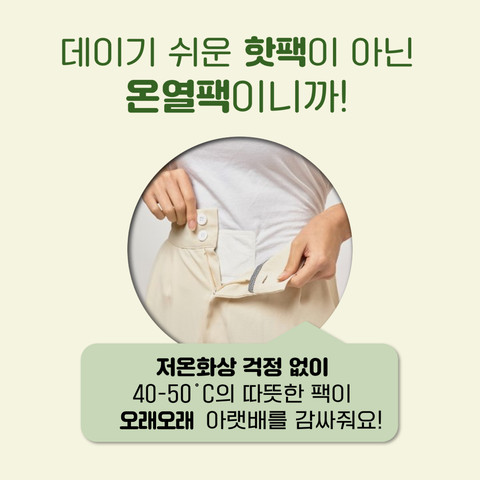 데이기 쉬운 핫팩이 아닌
온열팩이니까!
저온화상 걱정 없이
40-50˚C의 따뜻한 팩이
오래오래 아랫배를 감싸줘요!